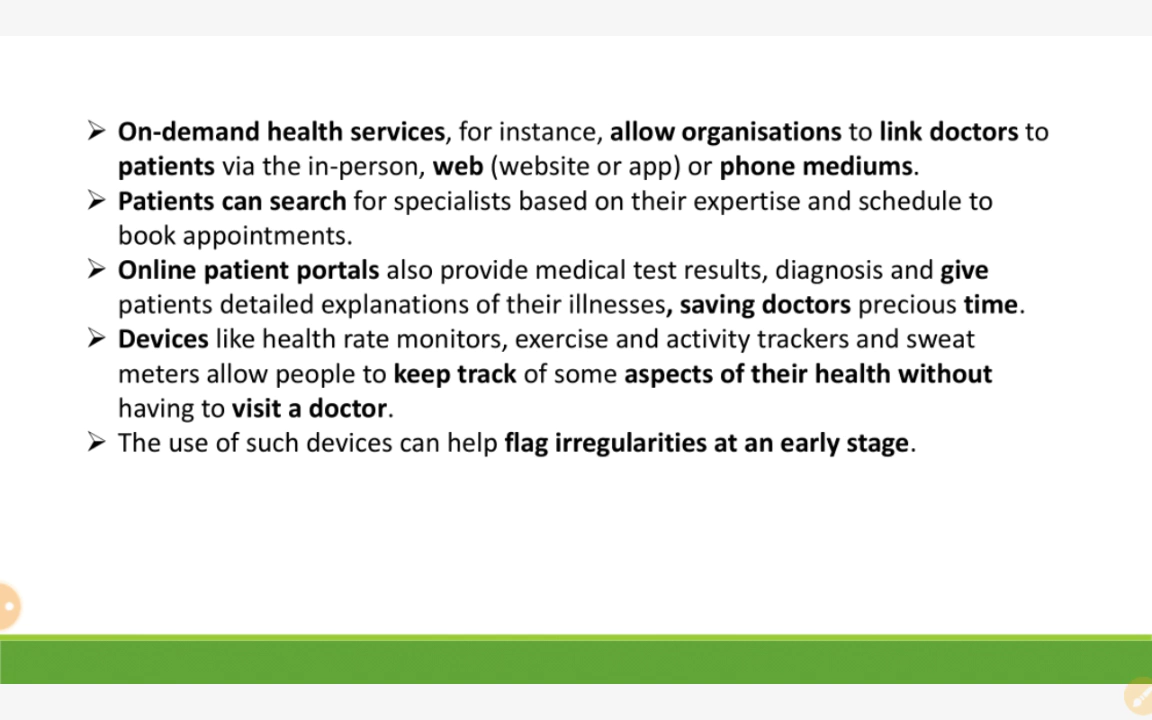 ➢ On-demand health services, for instance, allow organisations to link doctors to
patients via the in-person, web (website or app) or phone mediums.
➢ Patients can search for specialists based on their expertise and schedule to
book appointments.
➢ Online patient portals also provide medical test results, diagnosis and give
patients detailed explanations of their illnesses, saving doctors precious time.
➢ Devices like health rate monitors, exercise and activity trackers and sweat
meters allow people to keep track of some aspects of their health without
having to visit a doctor.
➢ The use of such devices can help flag irregularities at an early stage.